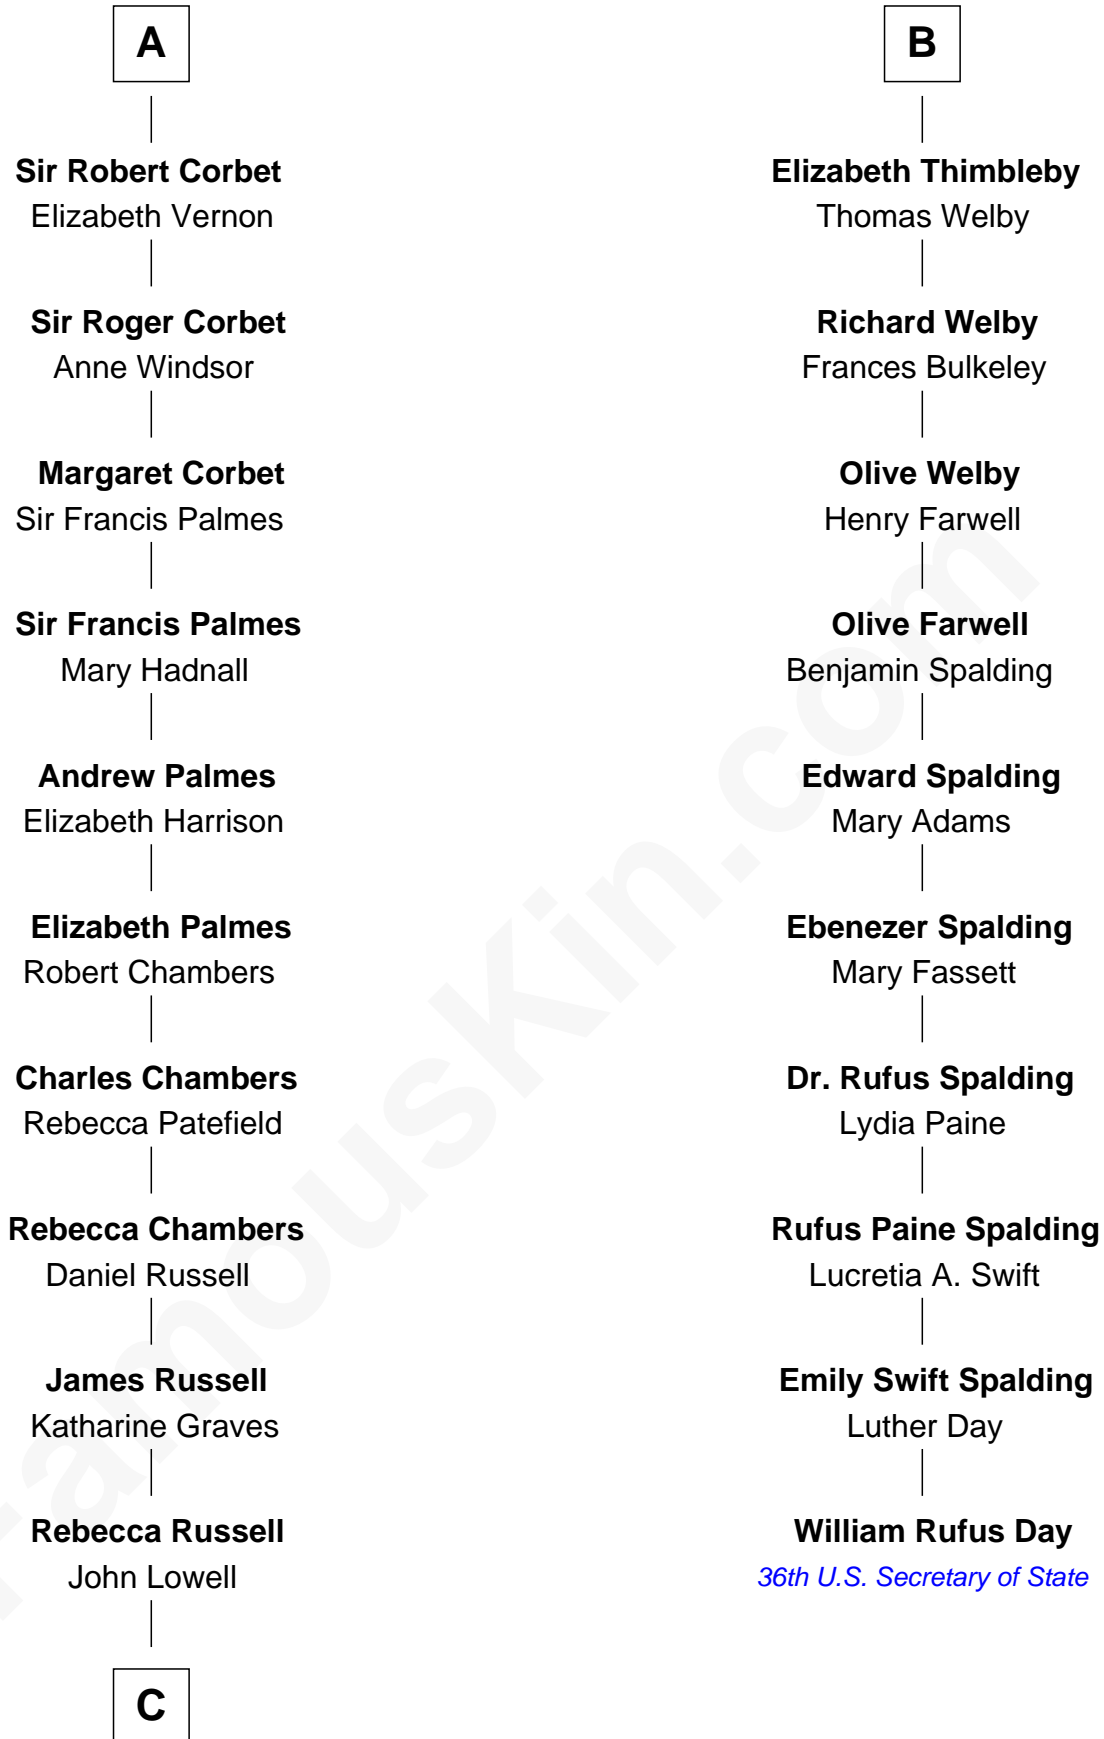 A
Sir Robert Corbet
Elizabeth Vernon
Sir Roger Corbet
Anne Windsor
Margaret Corbet
Sir Francis Palmes
Sir Francis Palmes
Mary Hadnall
Andrew Palmes
Elizabeth Harrison
Elizabeth Palmes
Robert Chambers
Charles Chambers
Rebecca Patefield
Rebecca Chambers
Daniel Russell
James Russell
Katharine Graves
Rebecca Russell
John Lowell
C
B
Elizabeth Thimbleby
Thomas Welby
Richard Welby
Frances Bulkeley
Olive Welby
Henry Farwell
Olive Farwell
Benjamin Spalding
Edward Spalding
Mary Adams
Ebenezer Spalding
Mary Fassett
Dr. Rufus Spalding
Lydia Paine
Rufus Paine Spalding
Lucretia A. Swift
Emily Swift Spalding
Luther Day
William Rufus Day
36th U.S. Secretary of State
FamousKin.com